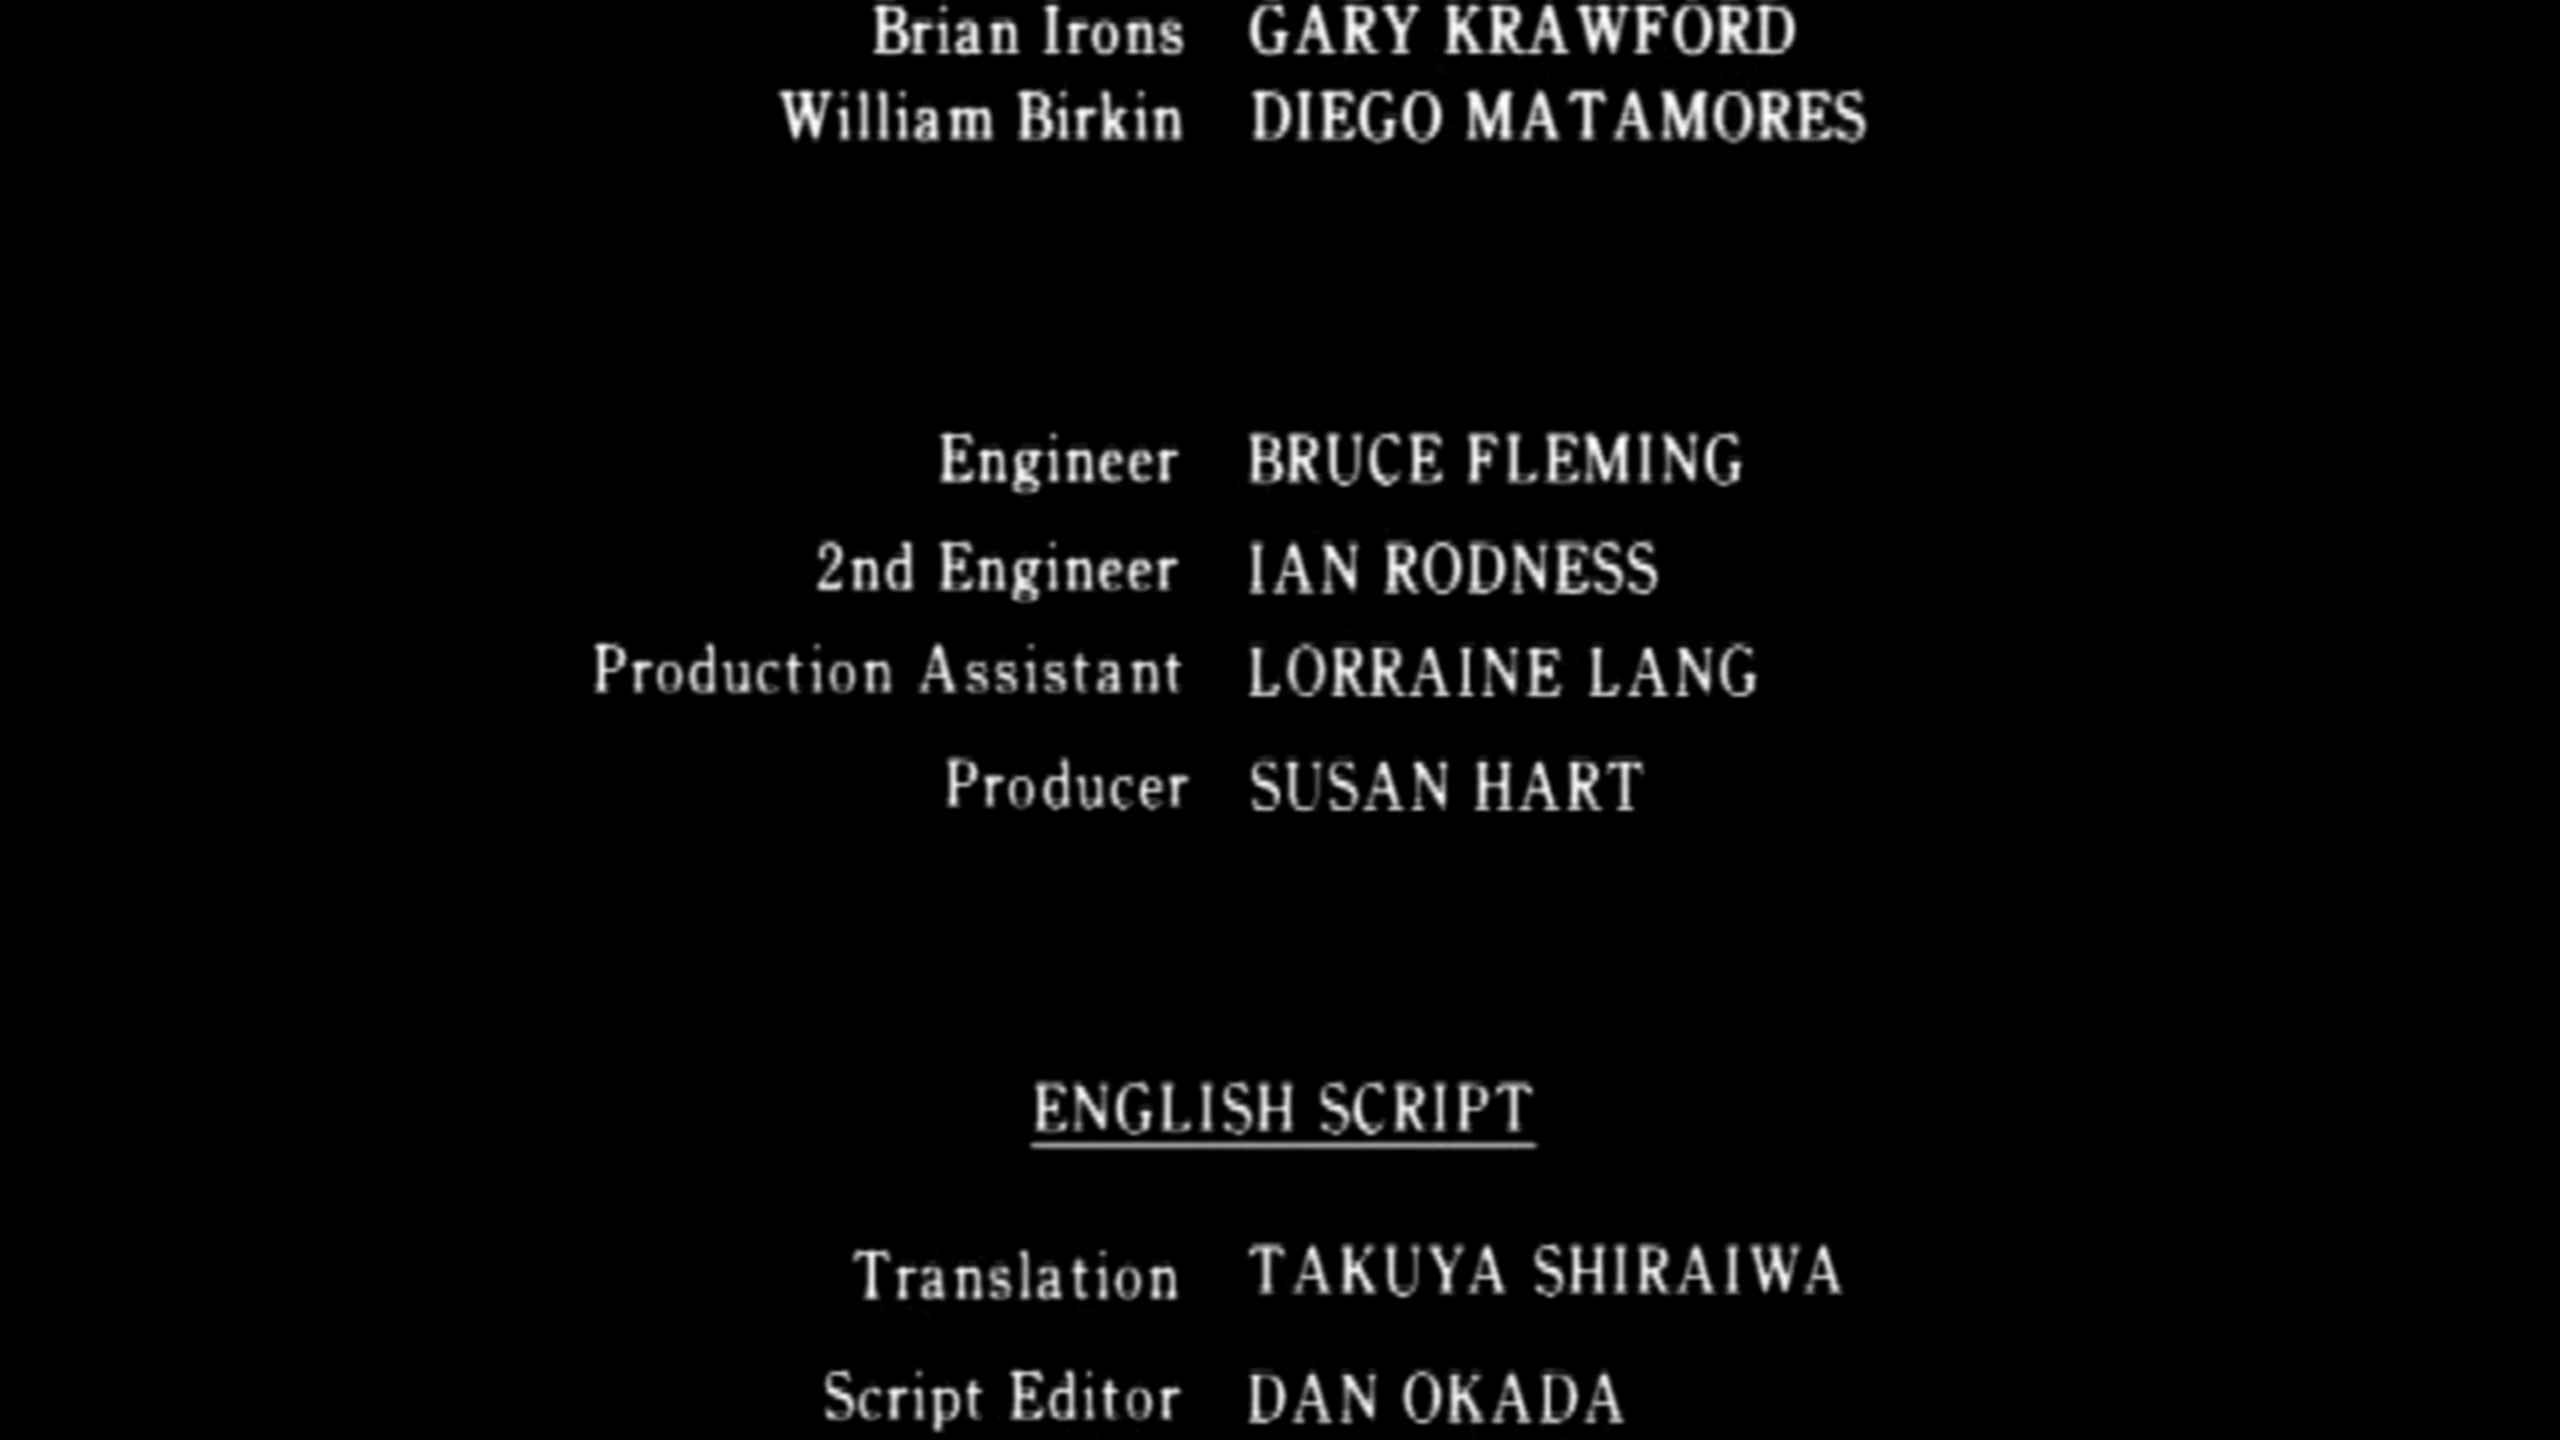 Brian Irons GARY KRAWFORD
William Birkin DIEGO MATAMORES
Engineer BRUCE FLEMING
2nd Engineer IAN RODNESS
Production Assistant LORRAINE LANG
Producer SUSAN HART
ENGLISH SCRIPT
Translation TAKUYA SHIRAIWA
Script Editor DAN OKADA